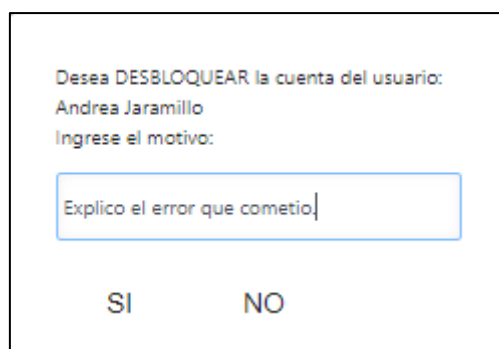 Desea DESBLOQUEAR la cuenta del usuario:
Andrea Jaramillo
Ingrese el motivo:
Explico el error que cometio.
SI NO